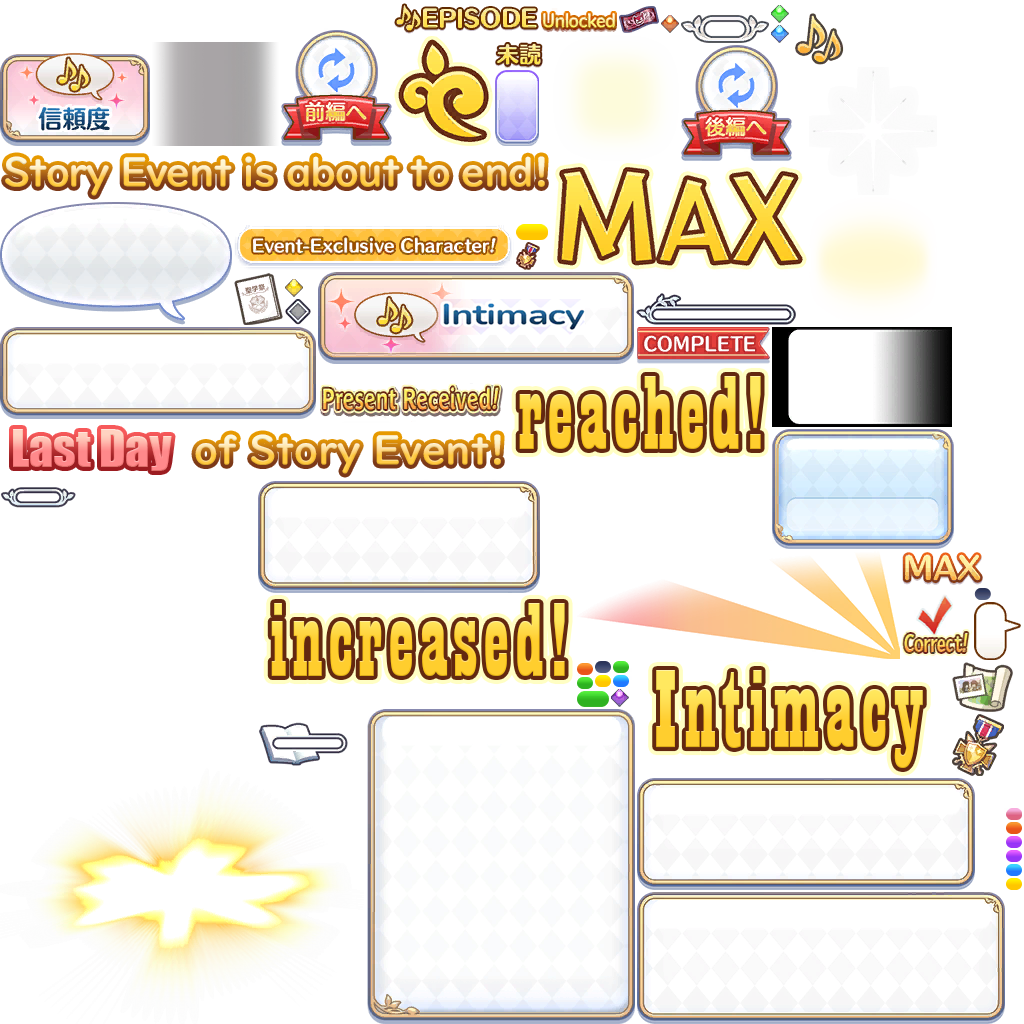 EPISODE Unlocked
未読
信頼度
前編へ
後編へ
Story Event is about to end!
MAX
Event-Exclusive Character!
Intimacy
COMPLETE
Present Received!
reached!
Last Day of Story Event!
MAX
increased!
Correct!
Intimacy